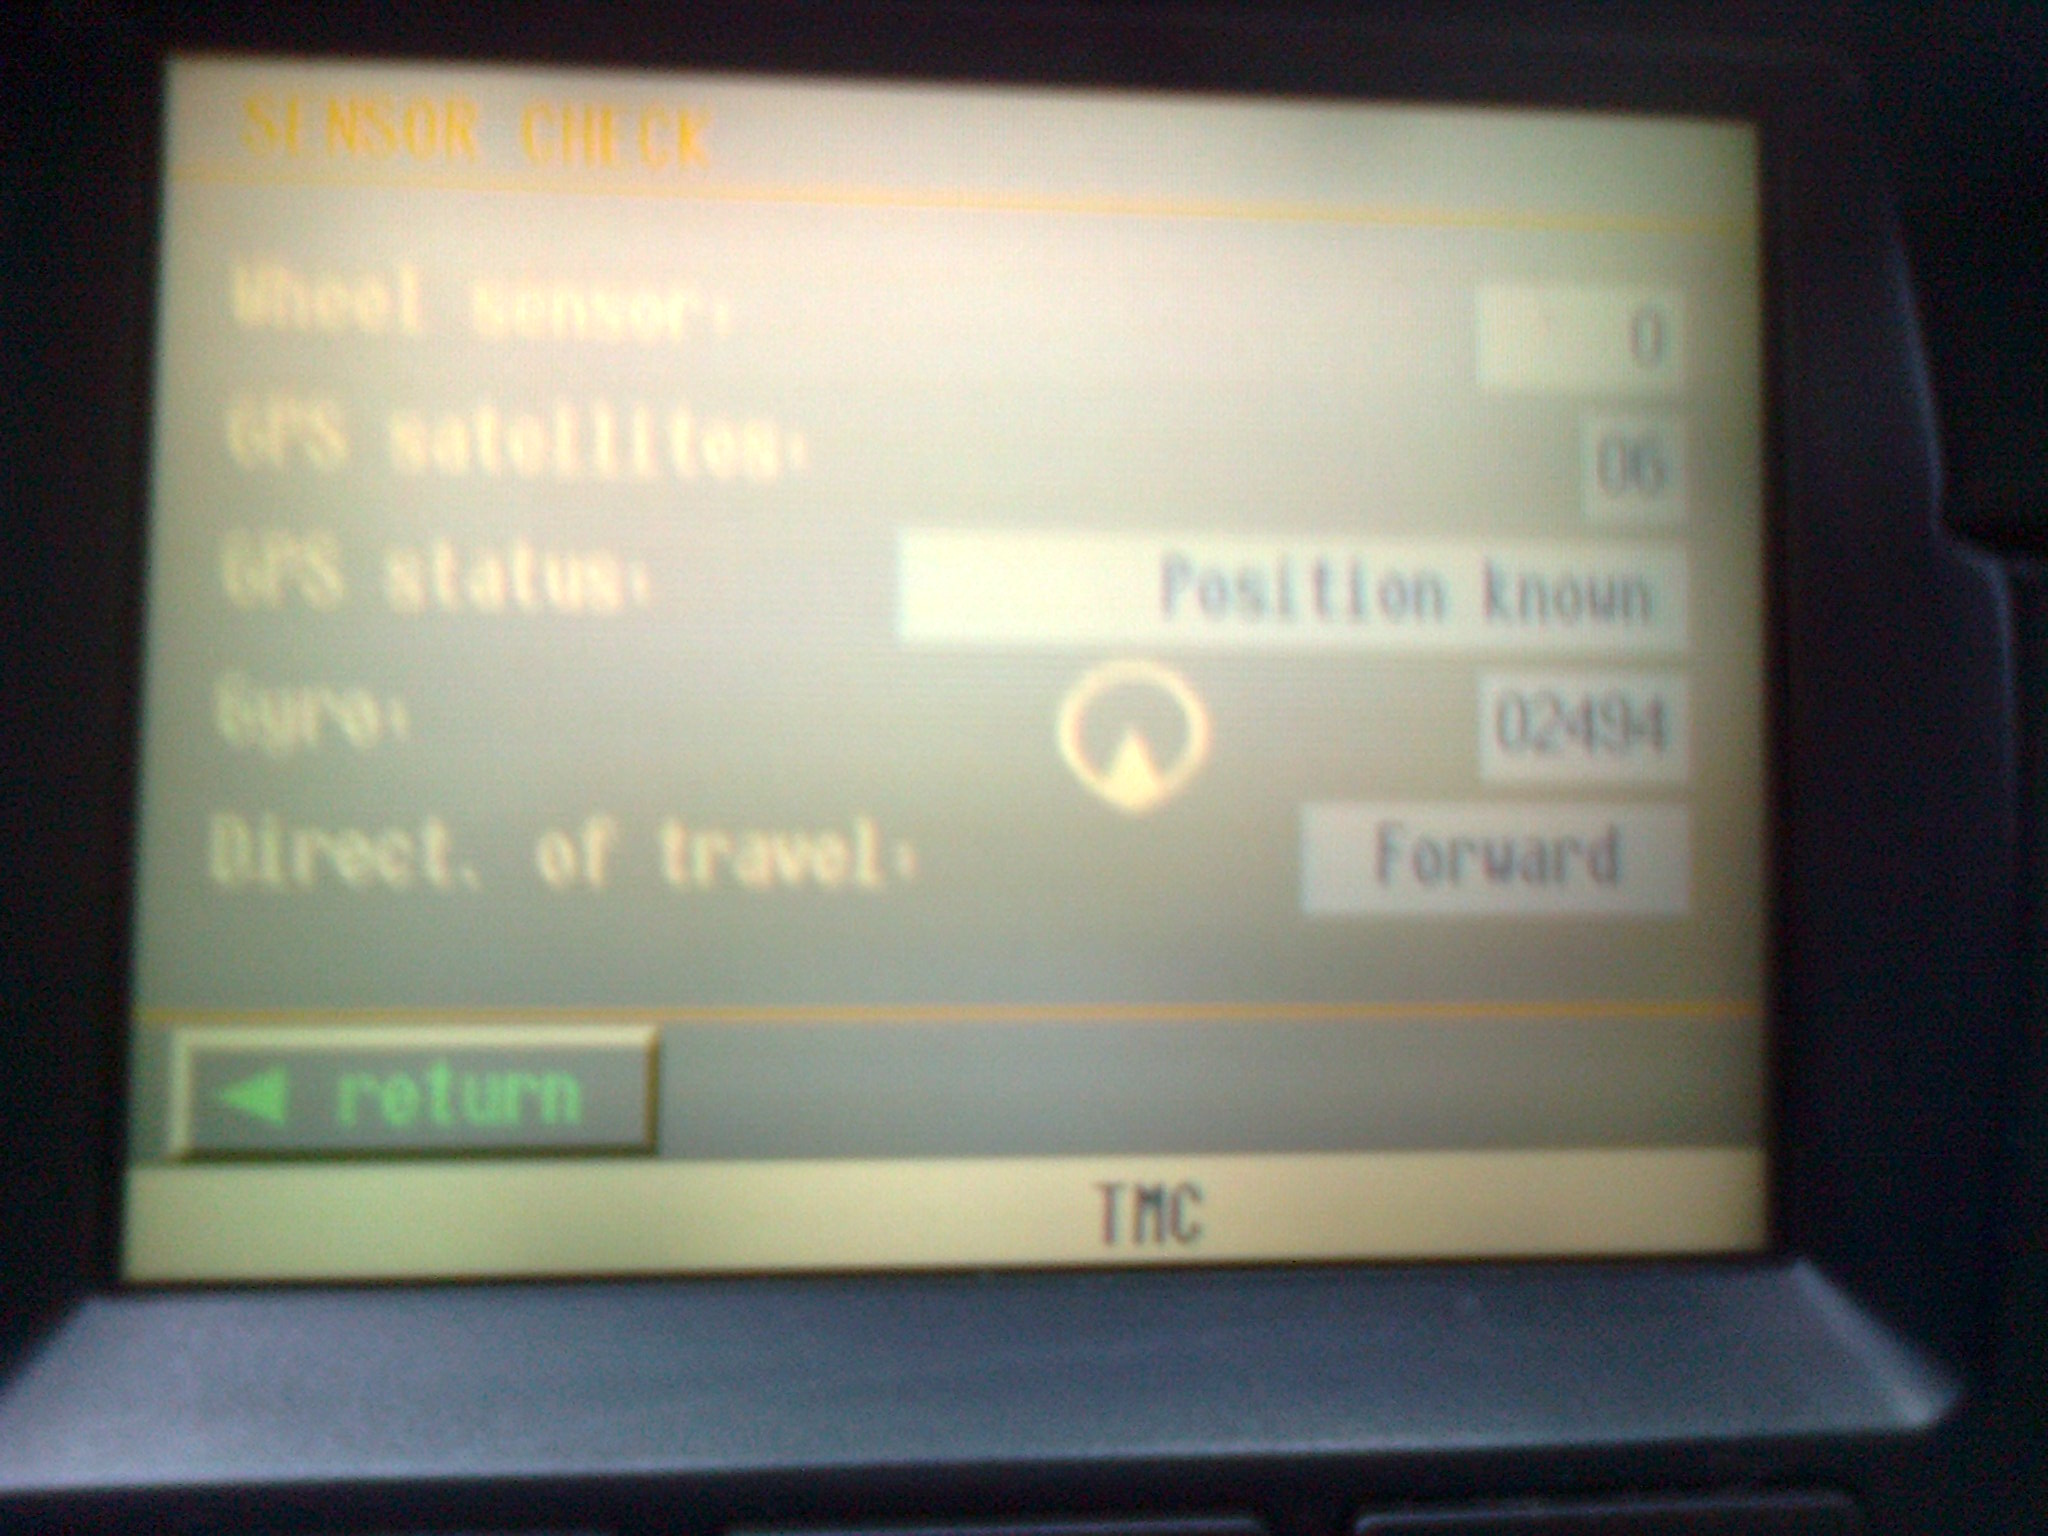 SENSOR CHECK
Wheel sensor: 0
GPS satellites: 06
GPS status: Position known
Gyro: 02494
Direct. of travel: Forward
◄ return
TMC